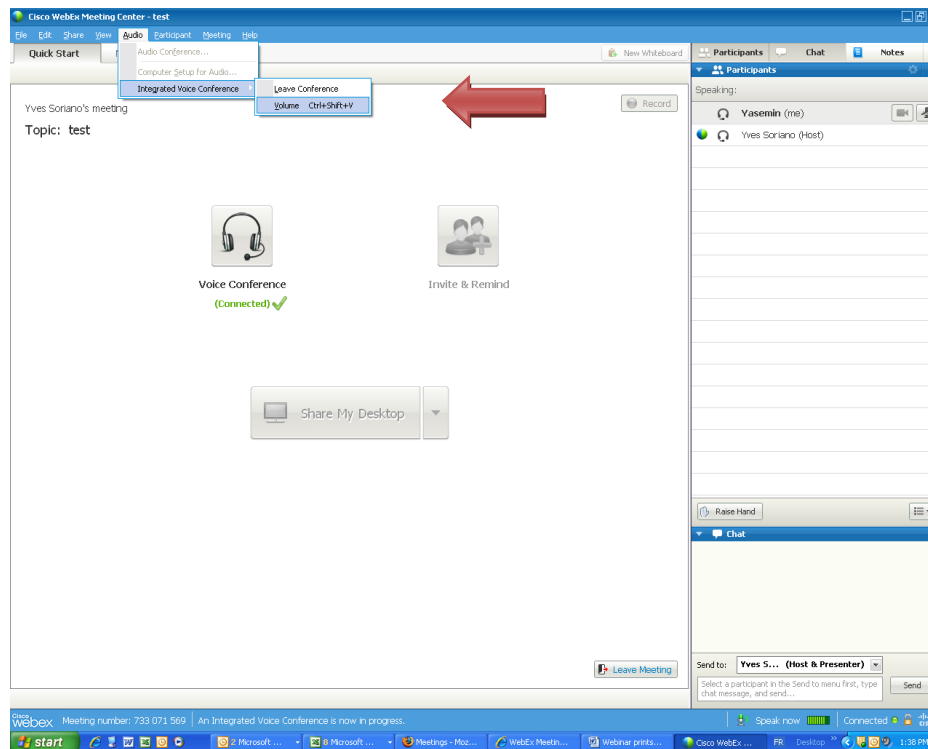 Cisco WebEx Meeting Center - test
File Edit Share View Audio Participant Meeting Help
Quick Start
Audio Conference...
New Whiteboard
Participants
Chat
Notes
Computer Setup for Audio...
Participants
Integrated Voice Conference
Leave Conference
Speaking:
Volume Ctrl+Shift+V
Yves Soriano's meeting
Record
Yasemin (me)
Topic: test
Yves Soriano (Host)
Voice Conference
Invite & Remind
(Connected)
Share My Desktop
Raise Hand
Chat
Leave Meeting
Send to: Yves S... (Host & Presenter)
Select a participant in the Send to menu first, type
chat message, and send...
Send
Cisco webex Meeting number: 733 071 569 An Integrated Voice Conference is now in progress.
Speak now
Connected
start
2 Microsoft ...
8 Microsoft ...
Meetings - Moz...
WebEx Meetin...
Webinar prints...
Cisco WebEx ...
FR
Desktop
1:38 PM